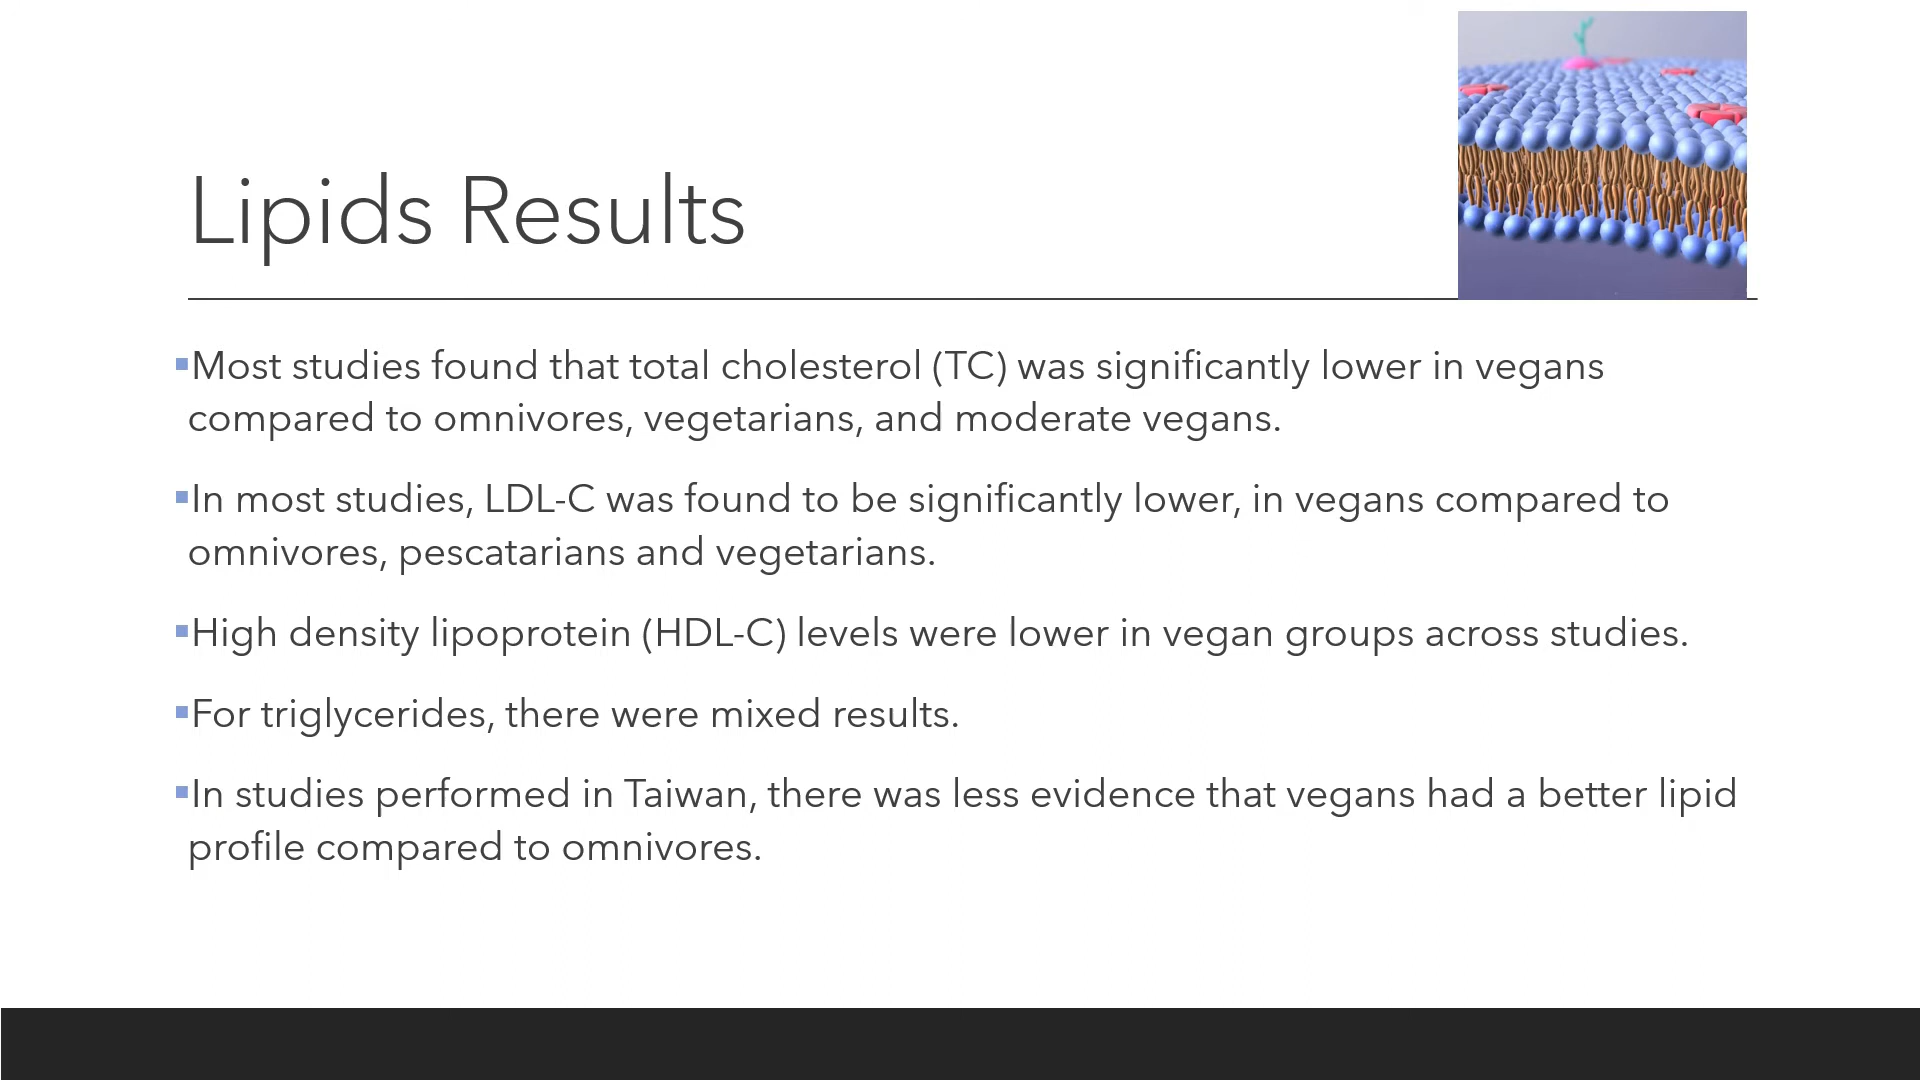 Lipids Results
▪Most studies found that total cholesterol (TC) was significantly lower in vegans
compared to omnivores, vegetarians, and moderate vegans.
▪In most studies, LDL-C was found to be significantly lower, in vegans compared to
omnivores, pescatarians and vegetarians.
▪High density lipoprotein (HDL-C) levels were lower in vegan groups across studies.
▪For triglycerides, there were mixed results.
▪In studies performed in Taiwan, there was less evidence that vegans had a better lipid
profile compared to omnivores.